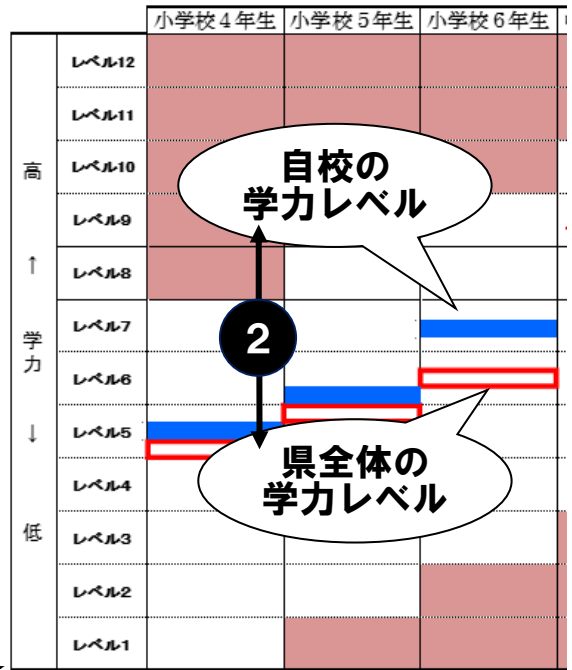 小学校4年生 小学校5年生 小学校6年生
レベル12
レベル11
高 レベル10
自校の
学力レベル
レベル9
↑ レベル8
学力 レベル7
2
レベル6
↓ レベル5
県全体の
学力レベル
レベル4
低 レベル3
レベル2
レベル1